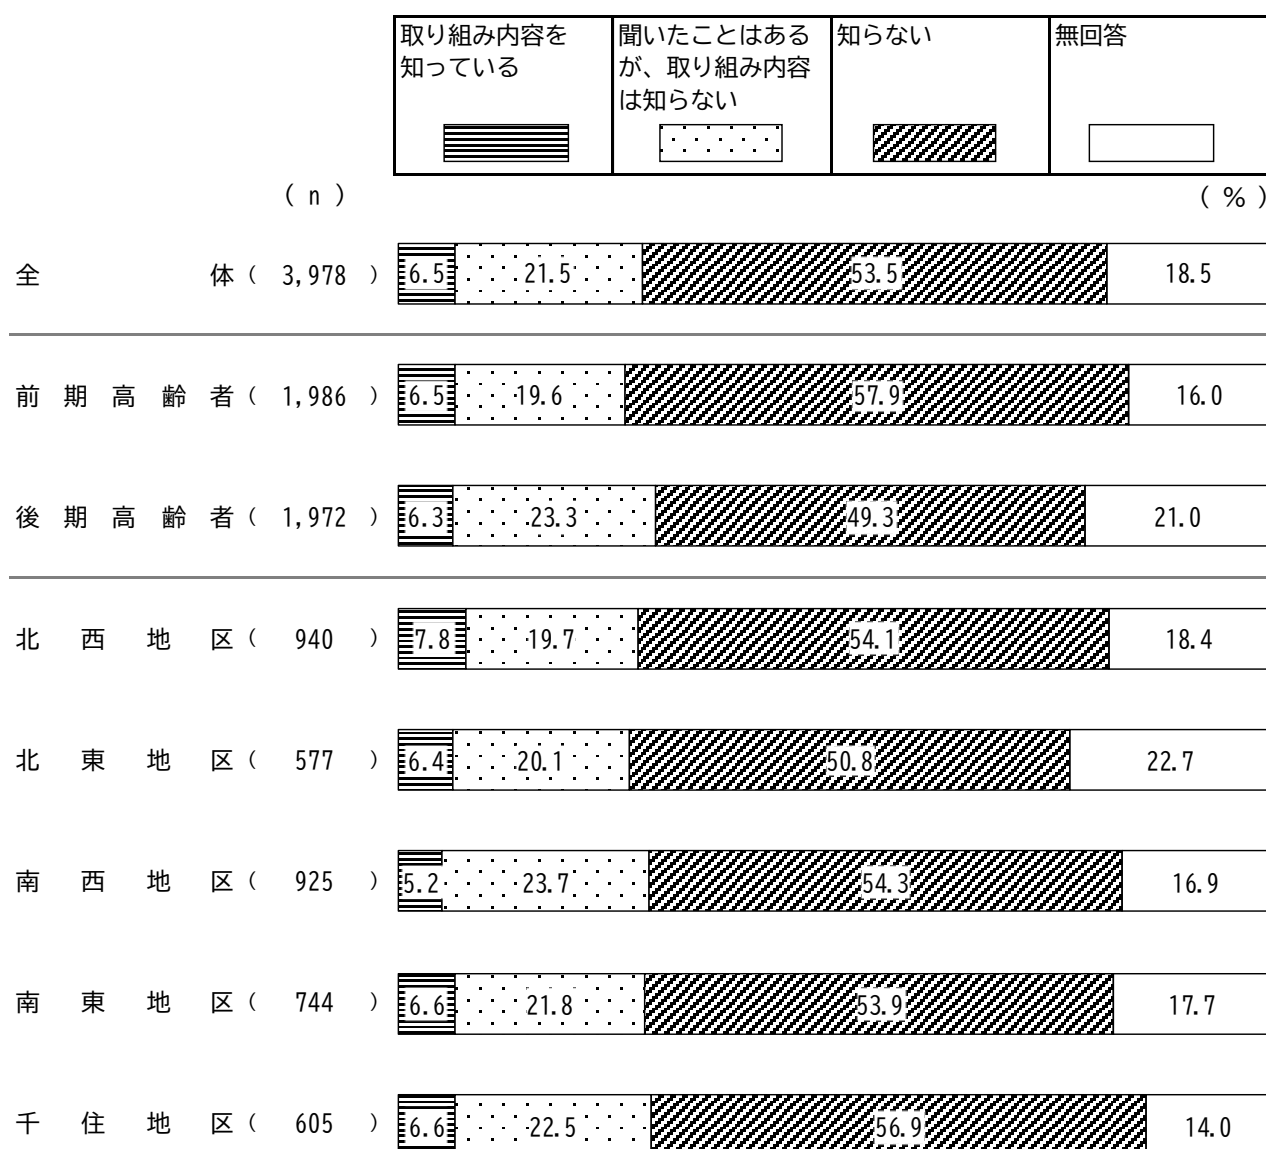 取り組み内容を
知っている
聞いたことはある
が、取り組み内容
は知らない
知らない
無回答
(n)
(%)
全体(3,978) 6.5 21.5 53.5 18.5
前期高齢者(1,986) 6.5 19.6 57.9 16.0
後期高齢者(1,972) 6.3 23.3 49.3 21.0
北西地区(940) 7.8 19.7 54.1 18.4
北東地区(577) 6.4 20.1 50.8 22.7
南西地区(925) 5.2 23.7 54.3 16.9
南東地区(744) 6.6 21.8 53.9 17.7
千住地区(605) 6.6 22.5 56.9 14.0